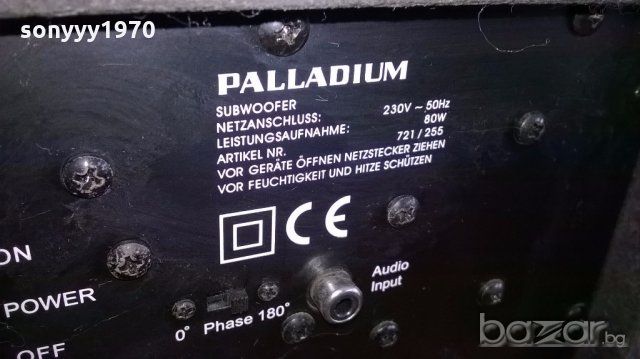 sonyyy1970
PALLADIUM
SUBWOOFER
NETZANSCHLUSS: 230V ~ 50Hz
LEISTUNGSAUFNAHME: 80W
ARTIKEL NR. 721 / 255
VOR GERÄTE ÖFFNEN NETZSTECKER ZIEHEN
VOR FEUCHTIGKEIT UND HITZE SCHÜTZEN
CE
ON
POWER
OFF
0° Phase 180°
Audio
Input
bazar.bg